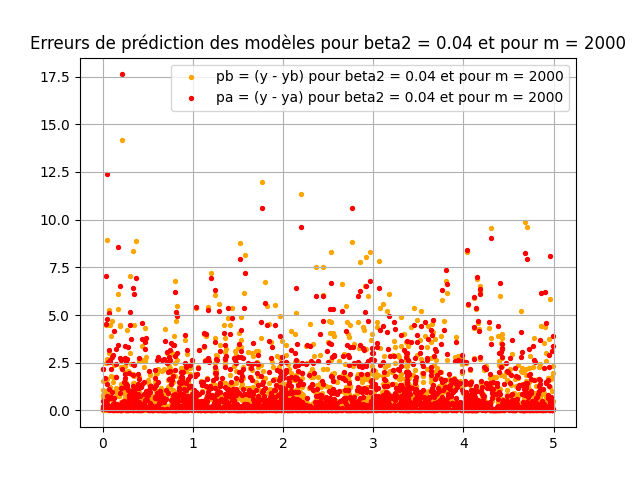 Erreurs de prédiction des modèles pour beta2 = 0.04 et pour m = 2000
pb = (y - yb) pour beta2 = 0.04 et pour m = 2000
pa = (y - ya) pour beta2 = 0.04 et pour m = 2000
17.5
15.0
12.5
10.0
7.5
5.0
2.5
0.0
0 1 2 3 4 5